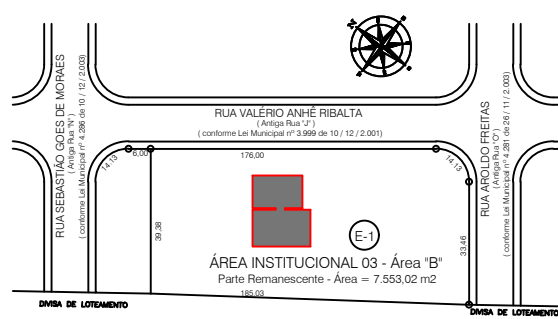 RUA VALÉRIO ANHÊ RIBALTA
( Antiga Rua "J" )
( conforme Lei Municipal nº 3.999 de 10 / 12 / 2.001)
RUA SEBASTIÃO GOES DE MORAES
( Antiga Rua "N" )
( conforme Lei Municipal nº 4.286 de 10 / 12 / 2.003)
RUA AROLDO FREITAS
( Antiga Rua "O" )
( conforme Lei Municipal nº 4.281 de 26 / 11 / 2.003)
14.13
6,00
176,00
14.13
39,38
33,46
E-1
ÁREA INSTITUCIONAL 03 - Área "B"
Parte Remanescente - Área = 7.553,02 m2
185,03
DIVISA DE LOTEAMENTO
DIVISA DE LOTEAMENTO